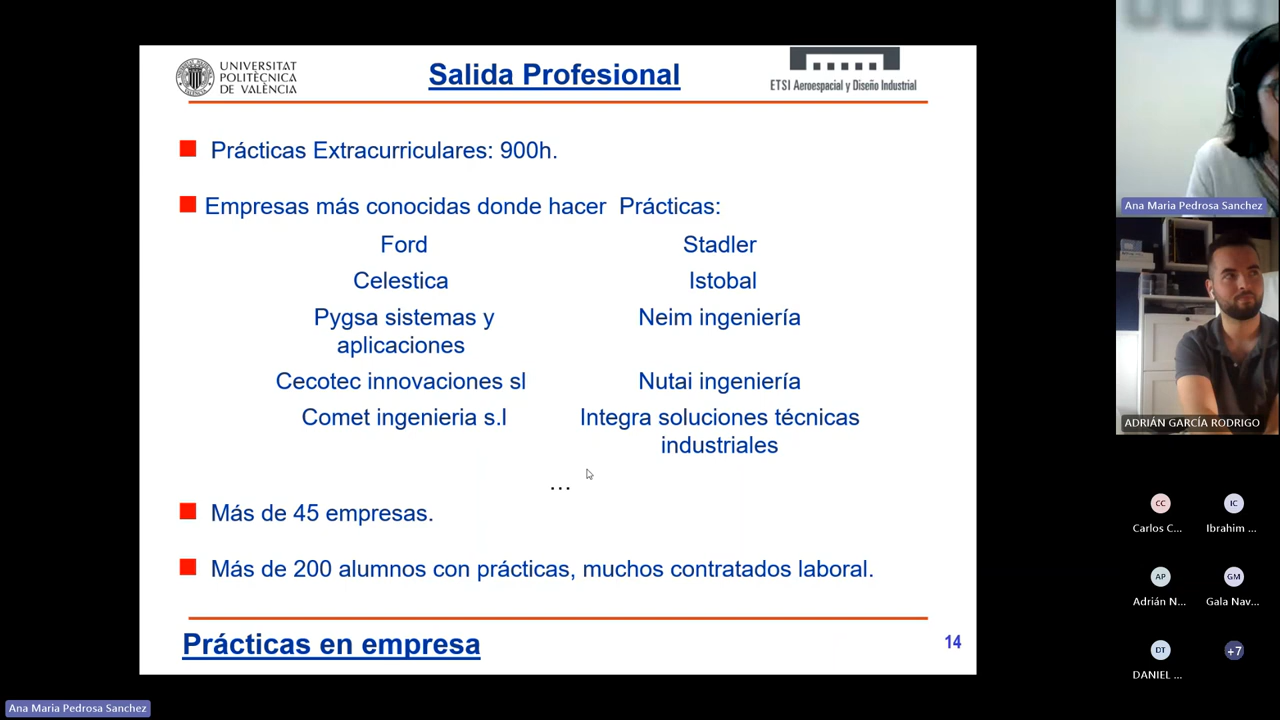 UNIVERSITAT
POLITÈCNICA
DE VALÈNCIA
Salida Profesional
ETSI Aeroespacial y Diseño Industrial
Prácticas Extracurriculares: 900h.
Empresas más conocidas donde hacer Prácticas:
Ford
Stadler
Celestica
Istobal
Pygsa sistemas y
aplicaciones
Neim ingeniería
Cecotec innovaciones sl
Nutai ingeniería
Comet ingenieria s.l
Integra soluciones técnicas
industriales
...
Más de 45 empresas.
Más de 200 alumnos con prácticas, muchos contratados laboral.
Prácticas en empresa
14
Ana Maria Pedrosa Sanchez
ADRIÁN GARCÍA RODRIGO
CC
IC
Carlos C...
Ibrahim ...
AP
GM
Adrián N...
Gala Nav...
DT
+7
DANIEL ...
Ana Maria Pedrosa Sanchez